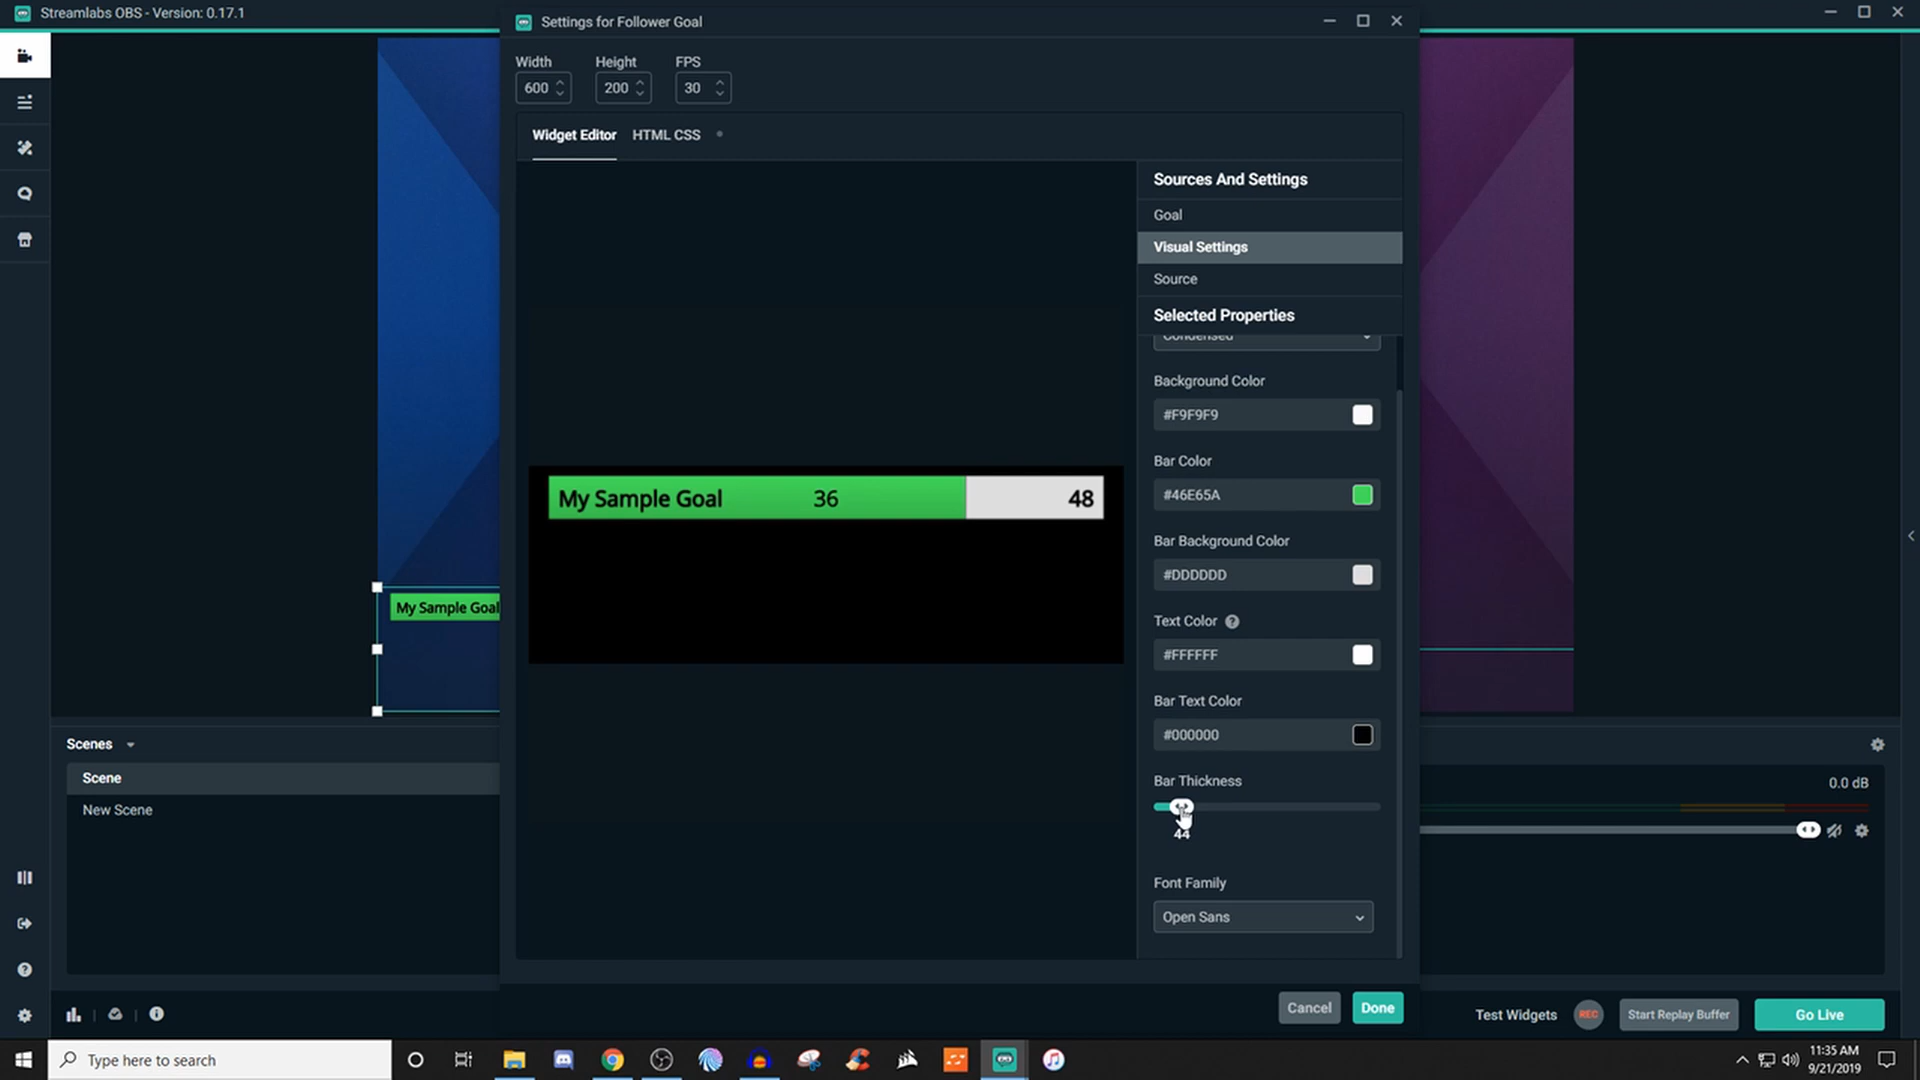 Streamlabs OBS - Version: 0.17.1
Settings for Follower Goal
Width Height FPS
600 200 30
Widget Editor HTML CSS
Sources And Settings
Goal
Visual Settings
Source
Selected Properties
Condensed
Background Color
#F9F9F9
Bar Color
#46E65A
Bar Background Color
#DDDDDD
Text Color ?
#FFFFFF
Bar Text Color
#000000
Bar Thickness
44
Font Family
Open Sans
My Sample Goal 36 48
My Sample Goal
Scenes
Scene
New Scene
0.0 dB
Cancel Done
Test Widgets REC Start Replay Buffer Go Live
Type here to search
11:35 AM
9/21/2019